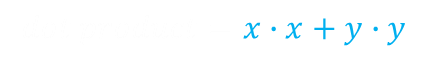 x · x + y · y